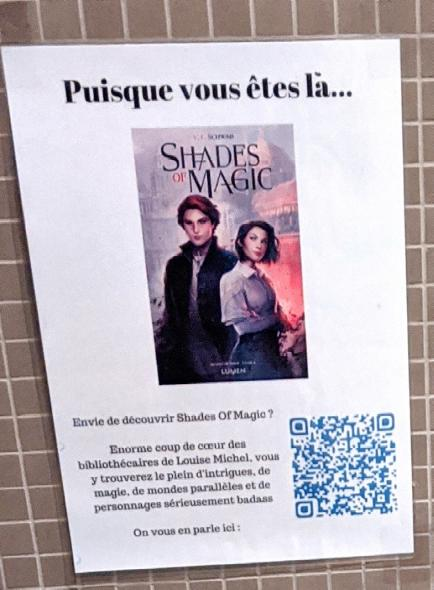 Puisque vous êtes là...
SHADES
OF MAGIC
LUMEN
Envie de découvrir Shades Of Magic ?
Enorme coup de cœur des
bibliothécaires de Louise Michel, vous
y trouverez le plein d'intrigues, de
magie, de mondes parallèles et de
personnages sérieusement badass
On vous en parle ici :